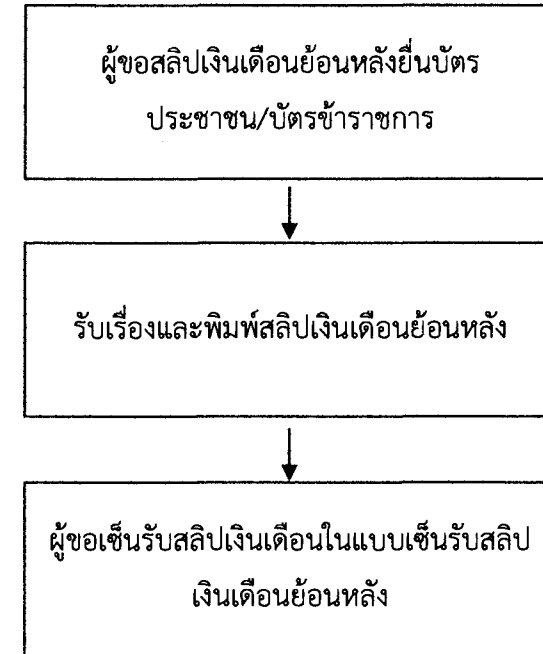 ผู้ขอสลิปเงินเดือนย้อนหลังยื่นบัตร
ประชาชน/บัตรข้าราชการ
รับเรื่องและพิมพ์สลิปเงินเดือนย้อนหลัง
ผู้ขอเซ็นรับสลิปเงินเดือนในแบบเซ็นรับสลิป
เงินเดือนย้อนหลัง